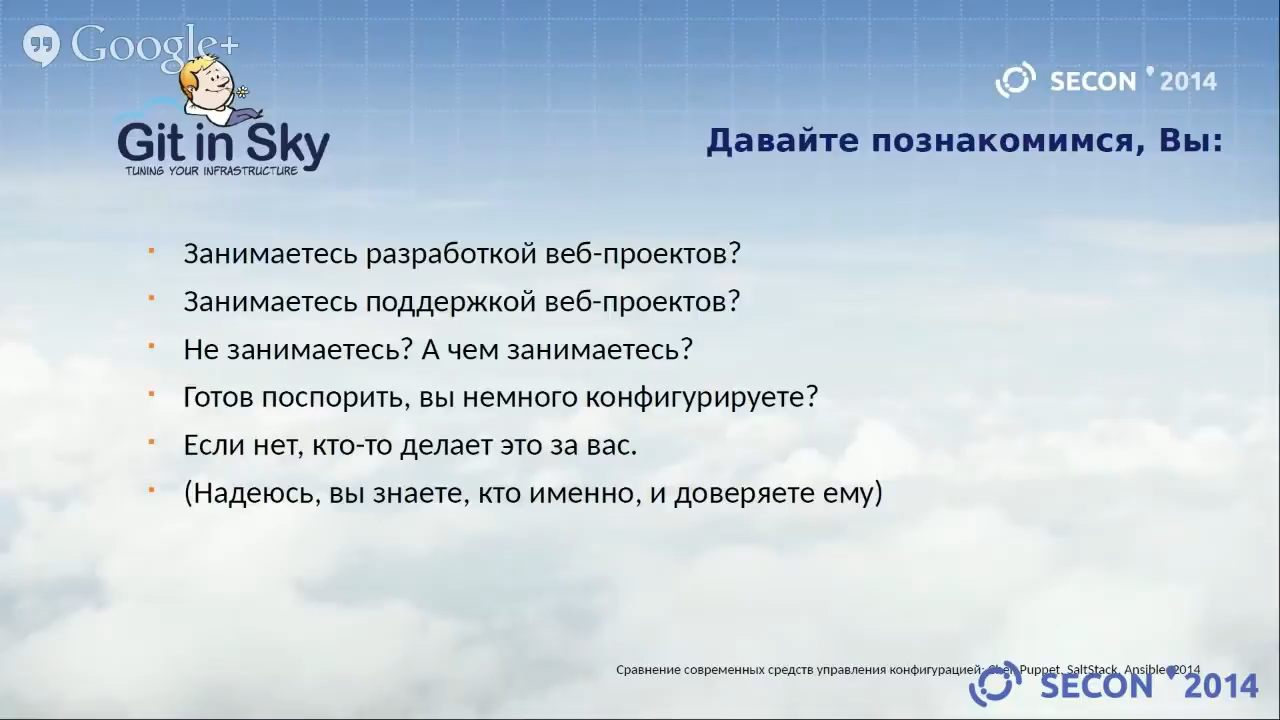 Google+
SECON 2014
Git in Sky
TUNING YOUR INFRASTRUCTURE
Давайте познакомимся, Вы:
Занимаетесь разработкой веб-проектов?
Занимаетесь поддержкой веб-проектов?
Не занимаетесь? А чем занимаетесь?
Готов поспорить, вы немного конфигурируете?
Если нет, кто-то делает это за вас.
(Надеюсь, вы знаете, кто именно, и доверяете ему)
Сравнение современных средств управления конфигурацией: Puppet, SaltStack, Ansible 2014
SECON 2014